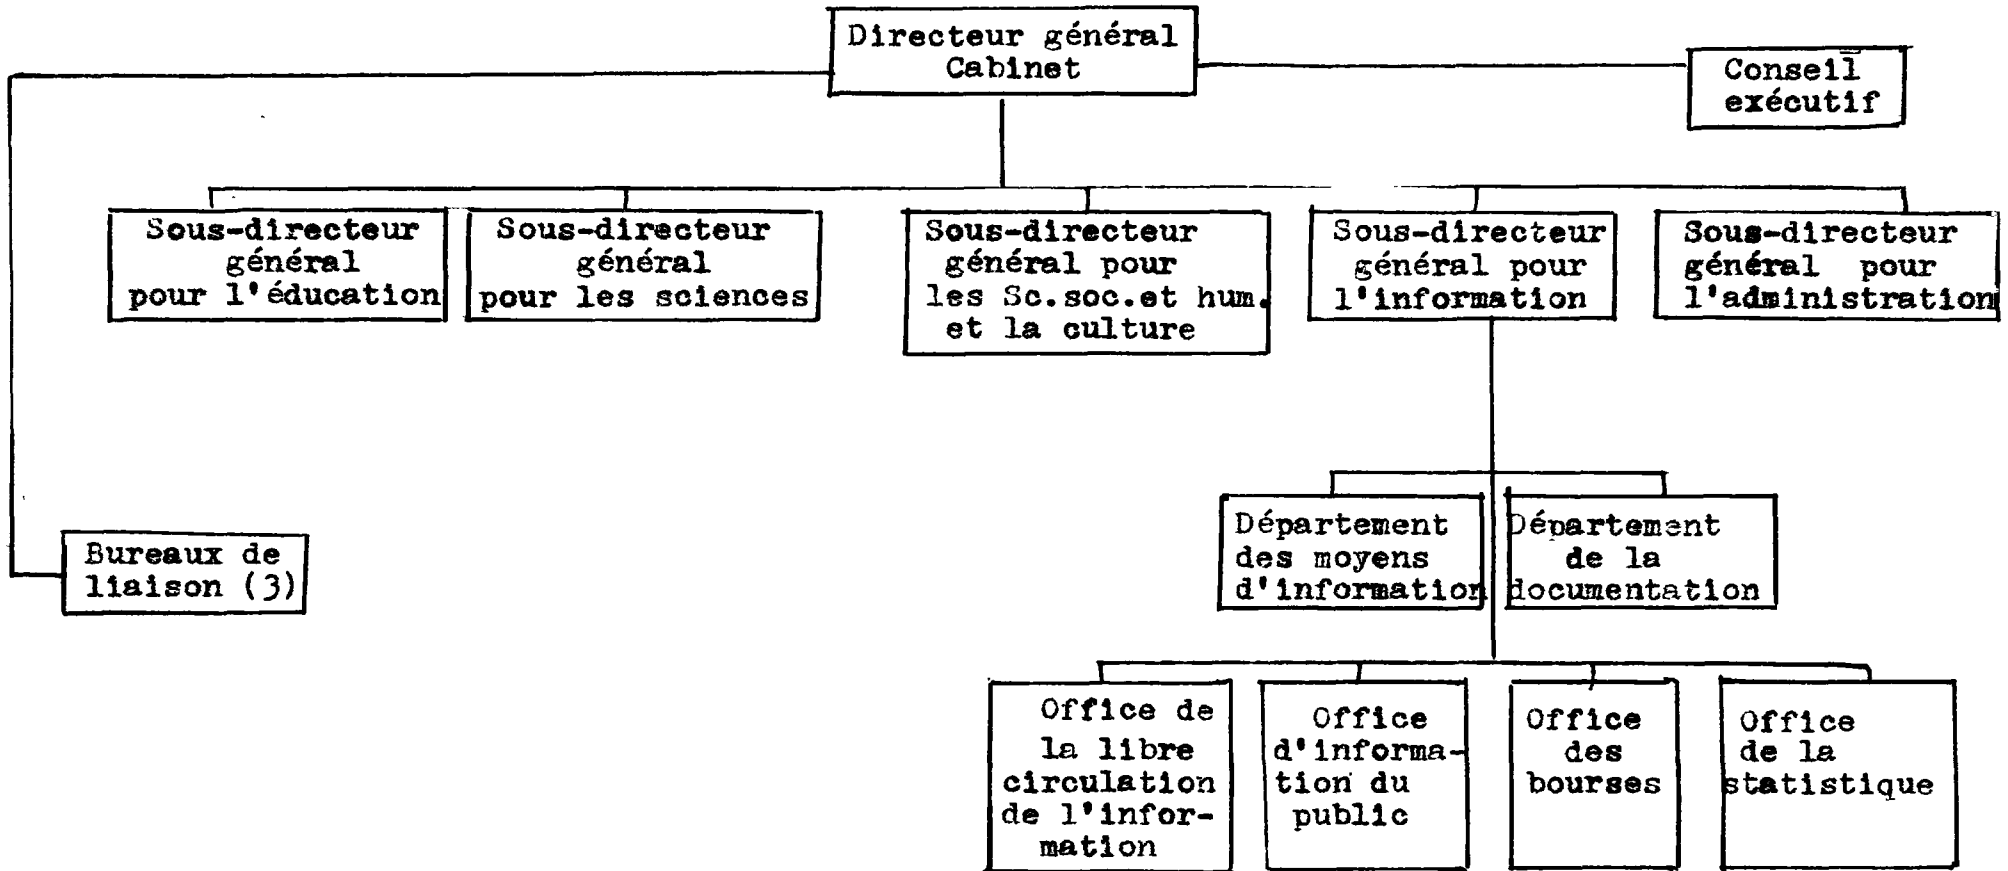 Directeur général
Cabinet
Conseil
exécutif
Sous-directeur
général
pour l'éducation
Sous-directeur
général
pour les sciences
Sous-directeur
général pour
les Sc.soc.et hum.
et la culture
Sous-directeur
général pour
l'information
Sous-directeur
général pour
l'administration
Bureaux de
liaison (3)
Département
des moyens
d'information
Département
de la
documentation
Office de
la libre
circulation
de l'infor-
mation
Office
d'informa-
tion du
public
Office
des
bourses
Office
de la
statistique